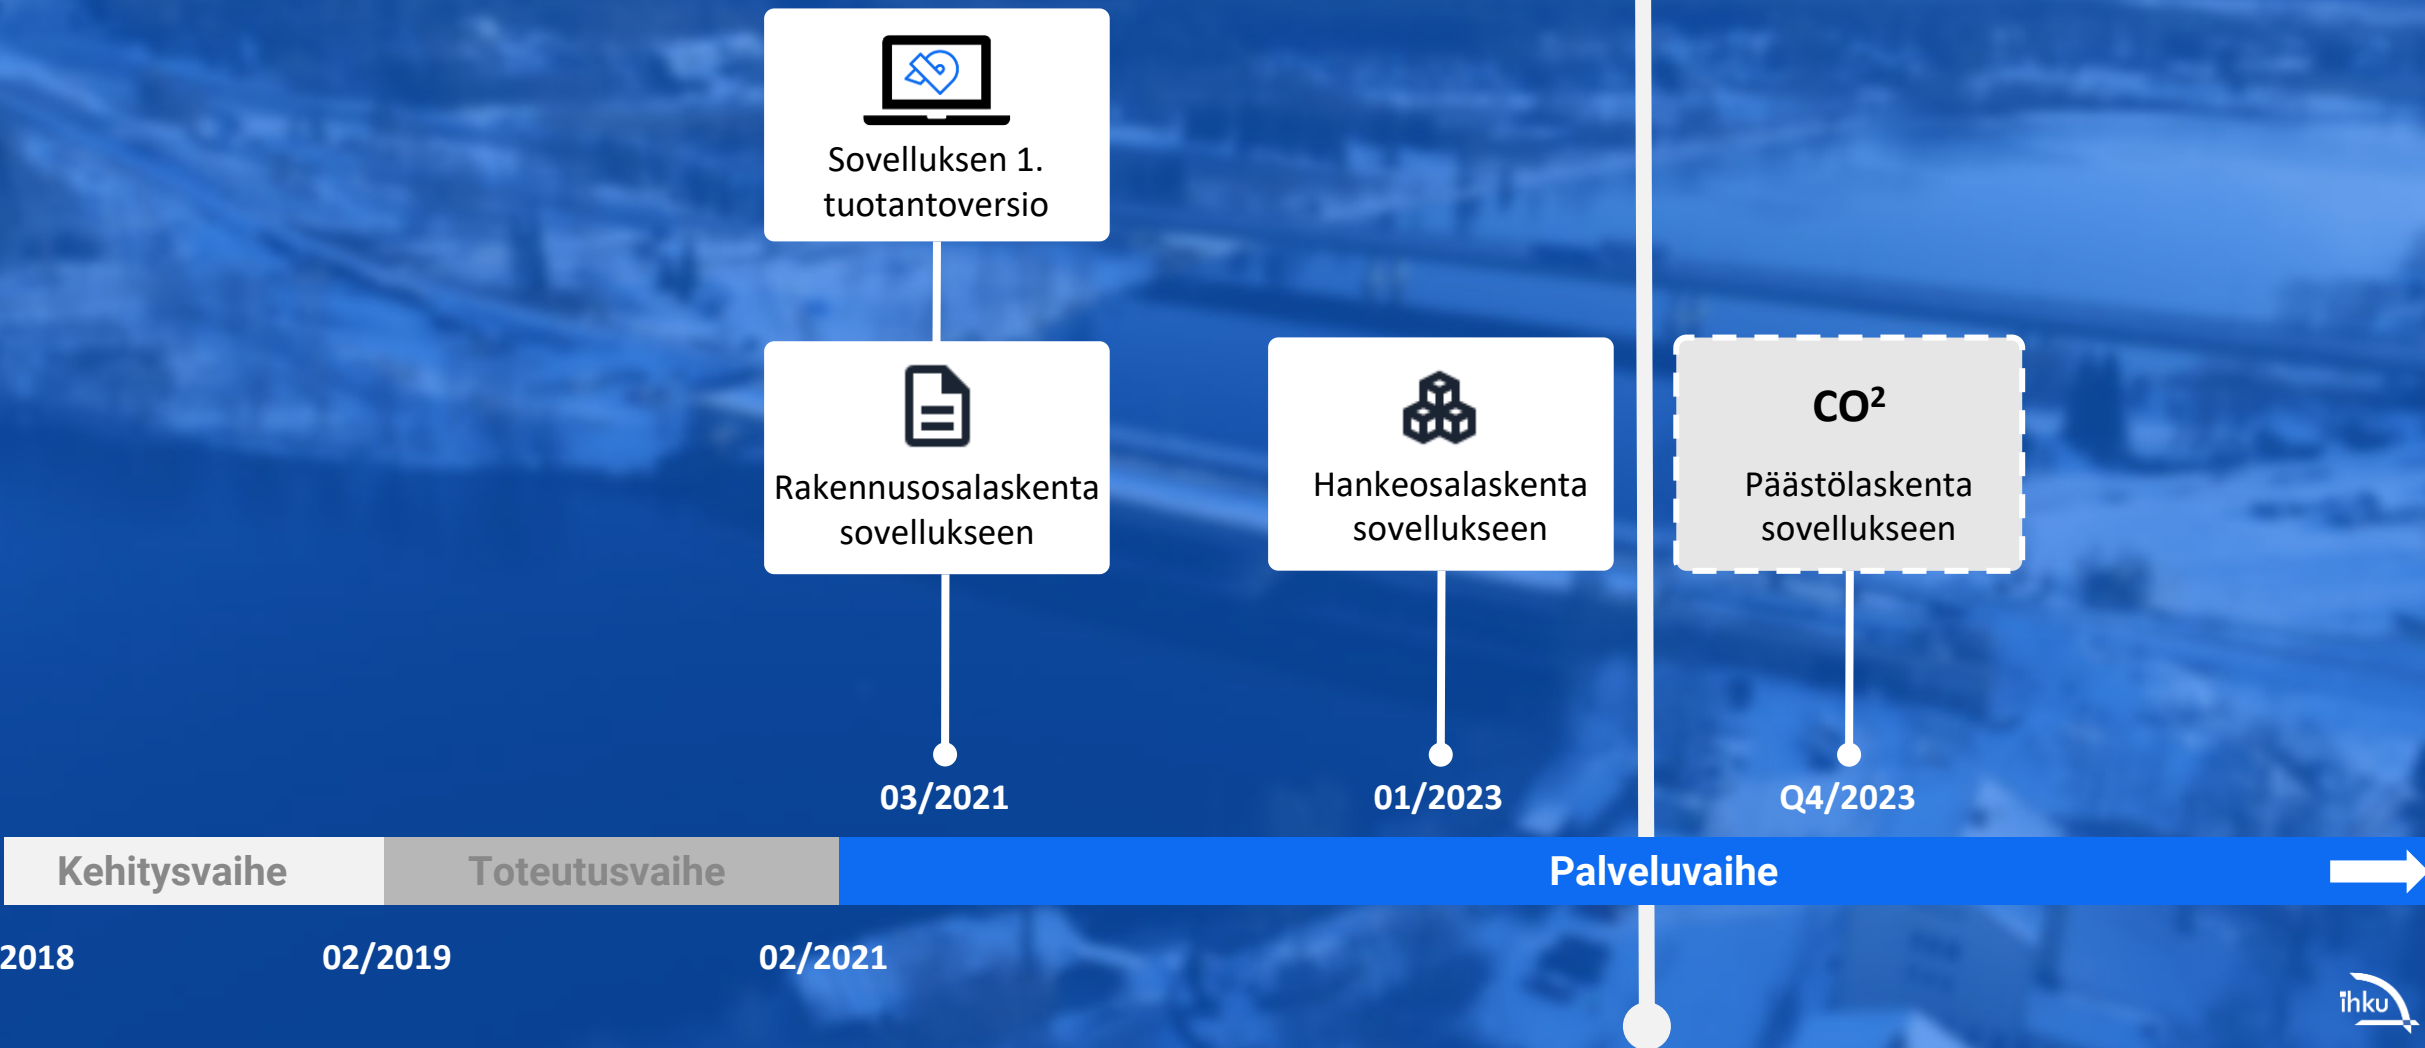 Sovelluksen 1.
tuotantoversio
Rakennusosalaskenta
sovellukseen
Hankeosalaskenta
sovellukseen
CO²
Päästölaskenta
sovellukseen
03/2021
01/2023
Q4/2023
Kehitysvaihe
Toteutusvaihe
Palveluvaihe
2018
02/2019
02/2021
ihku